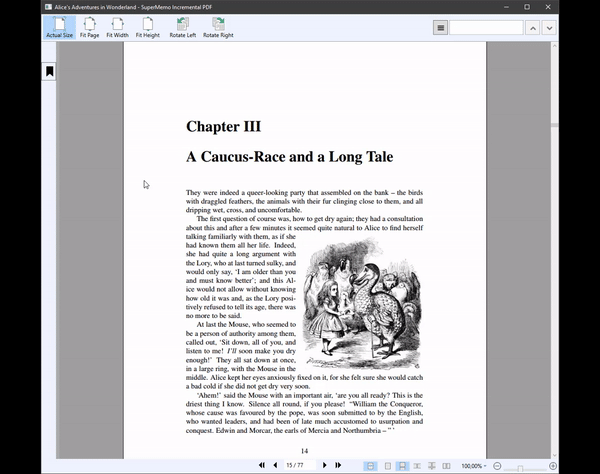 Alice's Adventures in Wonderland - SuperMemo Incremental PDF
Actual Size Fit Page Fit Width Fit Height Rotate Left Rotate Right
Chapter III
A Caucus-Race and a Long Tale
They were indeed a queer-looking party that assembled on the bank – the birds
with draggled feathers, the animals with their fur clinging close to them, and all
dripping wet, cross, and uncomfortable.
The first question of course was, how to get dry again; they had a consultation
about this and after a few minutes it seemed quite natural to Alice to find herself
talking familiarly with them, as if she
had known them all her life. Indeed,
she had quite a long argument with
the Lory, who at last turned sulky, and
would only say, ‘I am older than you
and must know better’; and this Al-
ice would not allow without knowing
how old it was and, as the Lory posi-
tively refused to tell its age, there was
no more to be said.
At last the Mouse, who seemed to
be a person of authority among them,
called out, ‘Sit down, all of you, and
listen to me! I’ll soon make you dry
enough!’ They all sat down at once,
in a large ring, with the Mouse in the
middle. Alice kept her eyes anxiously fixed on it, for she felt sure she would catch
a bad cold if she did not get dry very soon.
‘Ahem!’ said the Mouse with an important air, ‘are you all ready? This is the
driest thing I know. Silence all round, if you please! “William the Conqueror,
whose cause was favoured by the pope, was soon submitted to by the English,
who wanted leaders, and had been of late much accustomed to usurpation and
conquest. Edwin and Morcar, the earls of Mercia and Northumbria – ” ’
14
15 / 77
100,00%